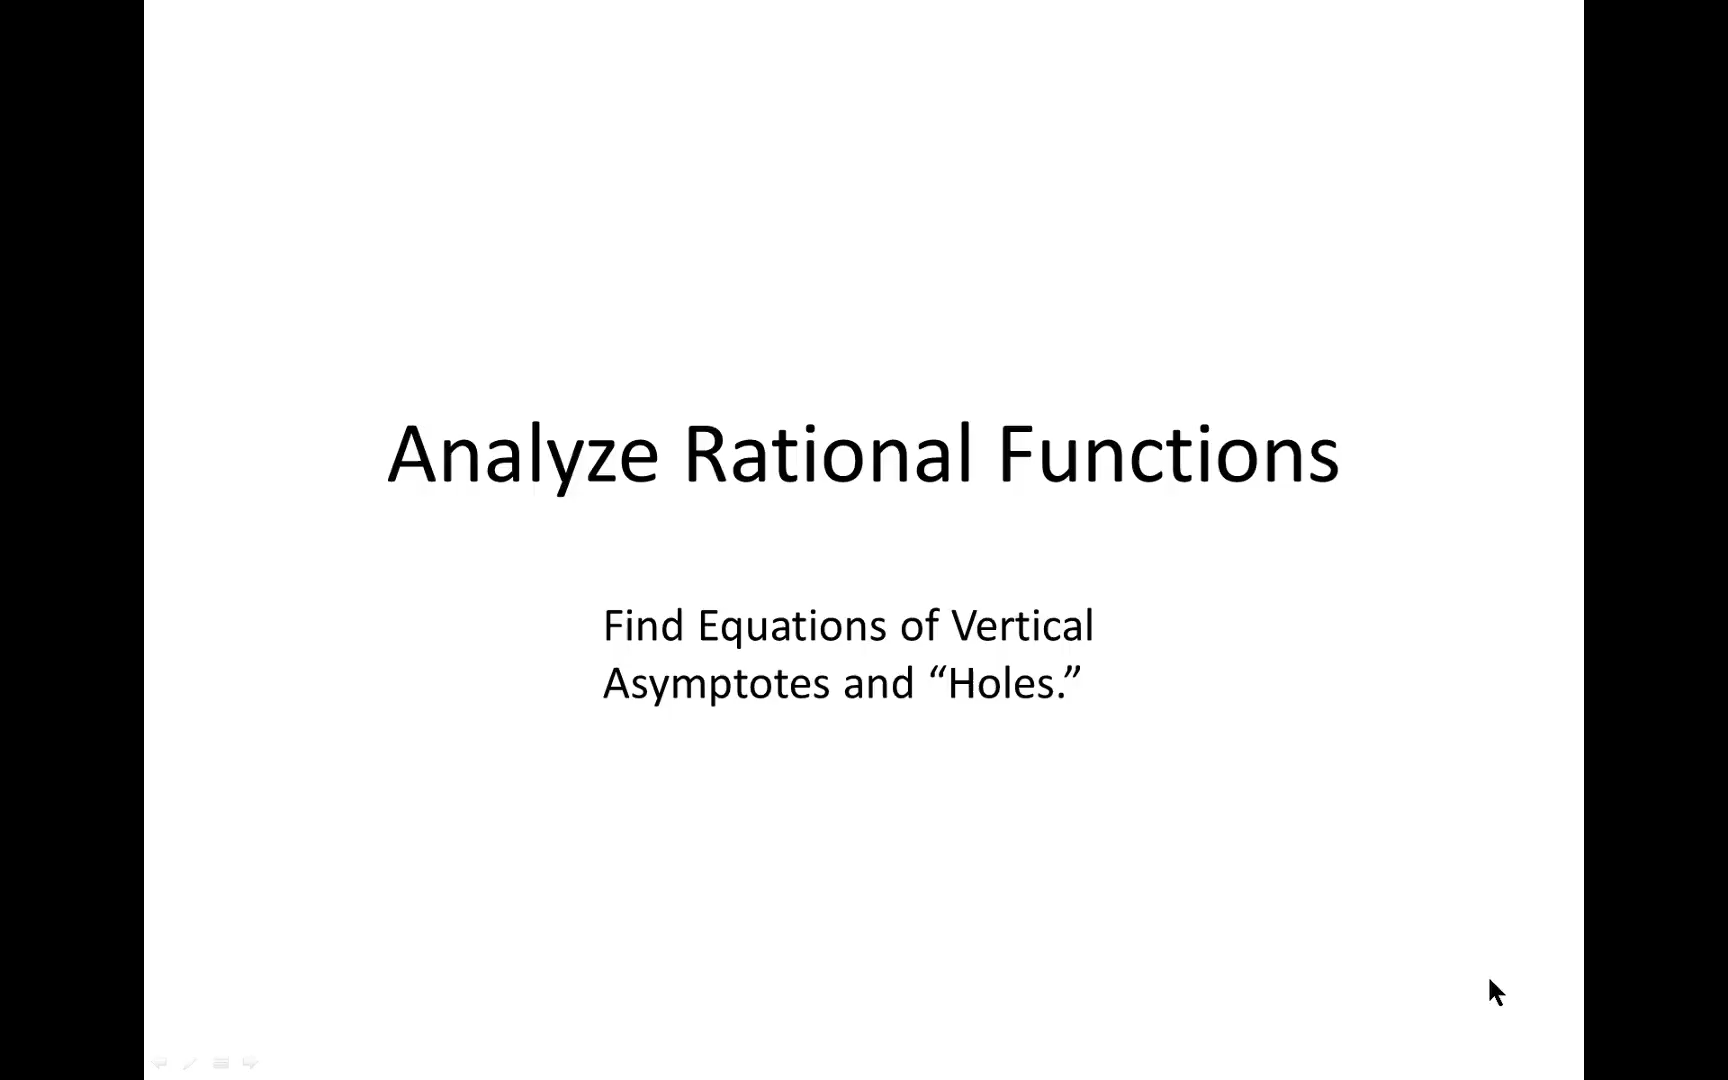 Analyze Rational Functions
Find Equations of Vertical
Asymptotes and “Holes.”